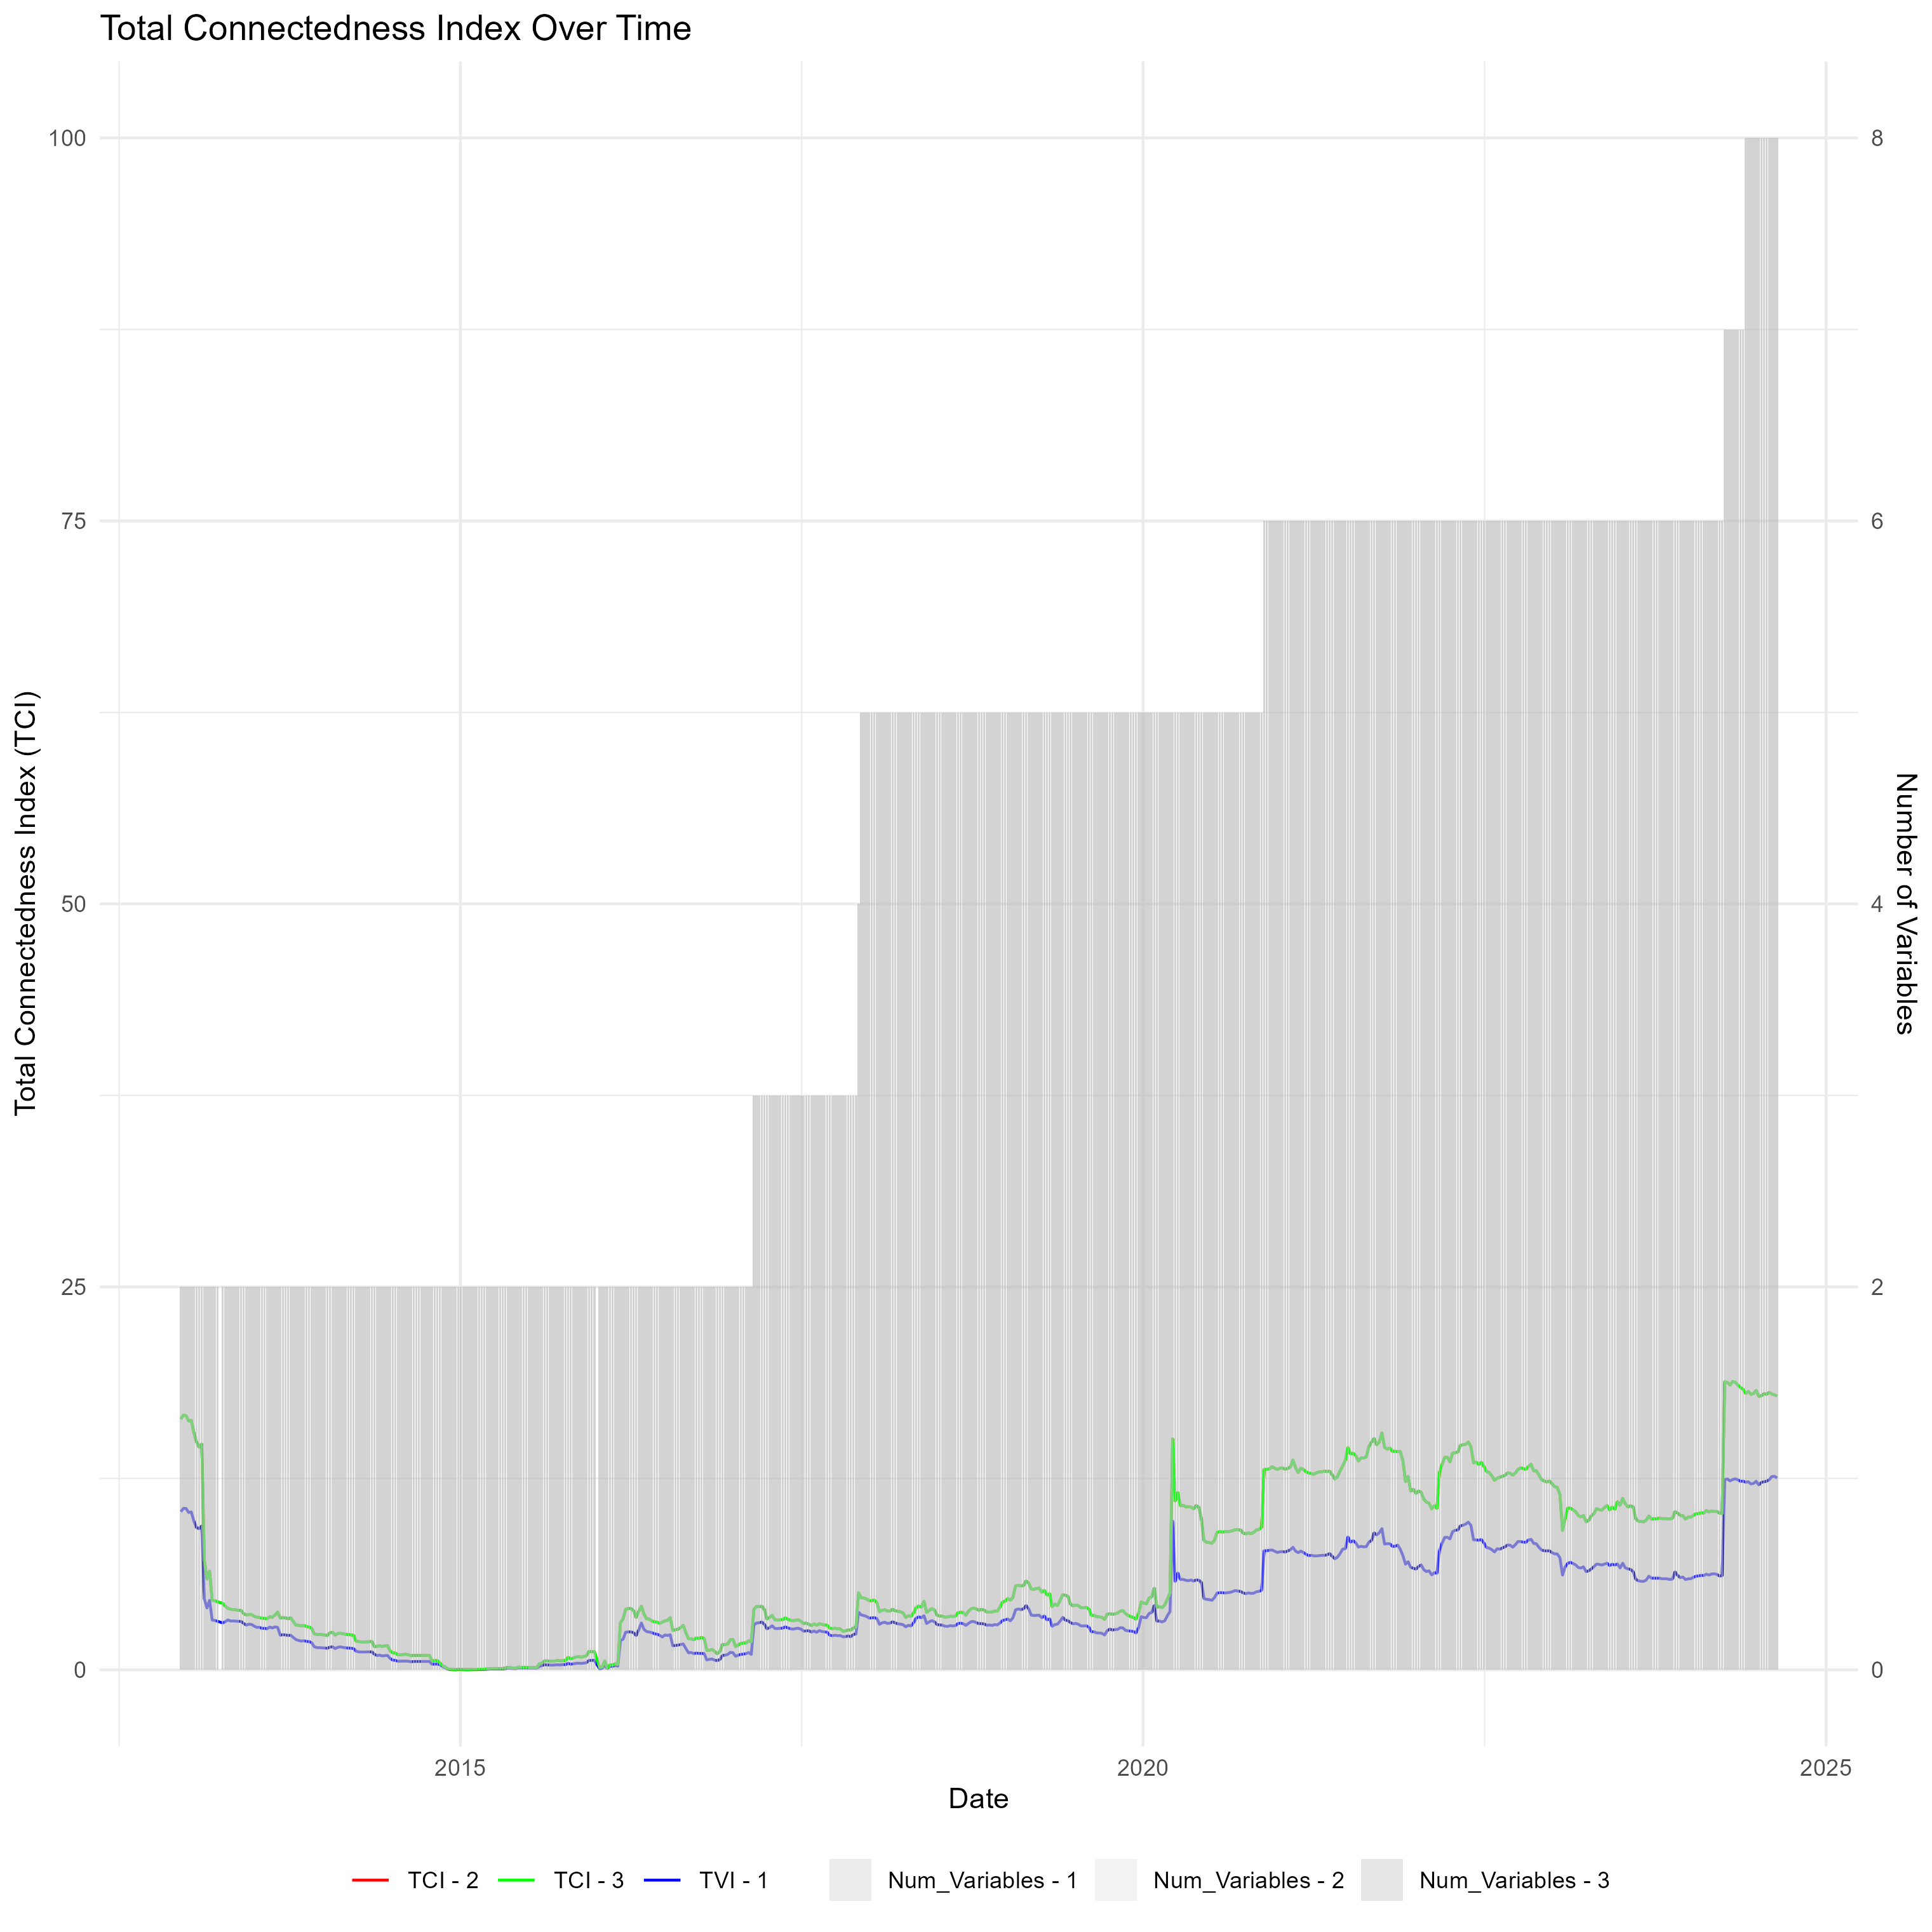 Total Connectedness Index Over Time
Total Connectedness Index (TCI)
100
75
50
25
0
8
6
4
2
0
Number of Variables
2015
2020
2025
Date
TCI - 2
TCI - 3
TVI - 1
Num_Variables - 1
Num_Variables - 2
Num_Variables - 3